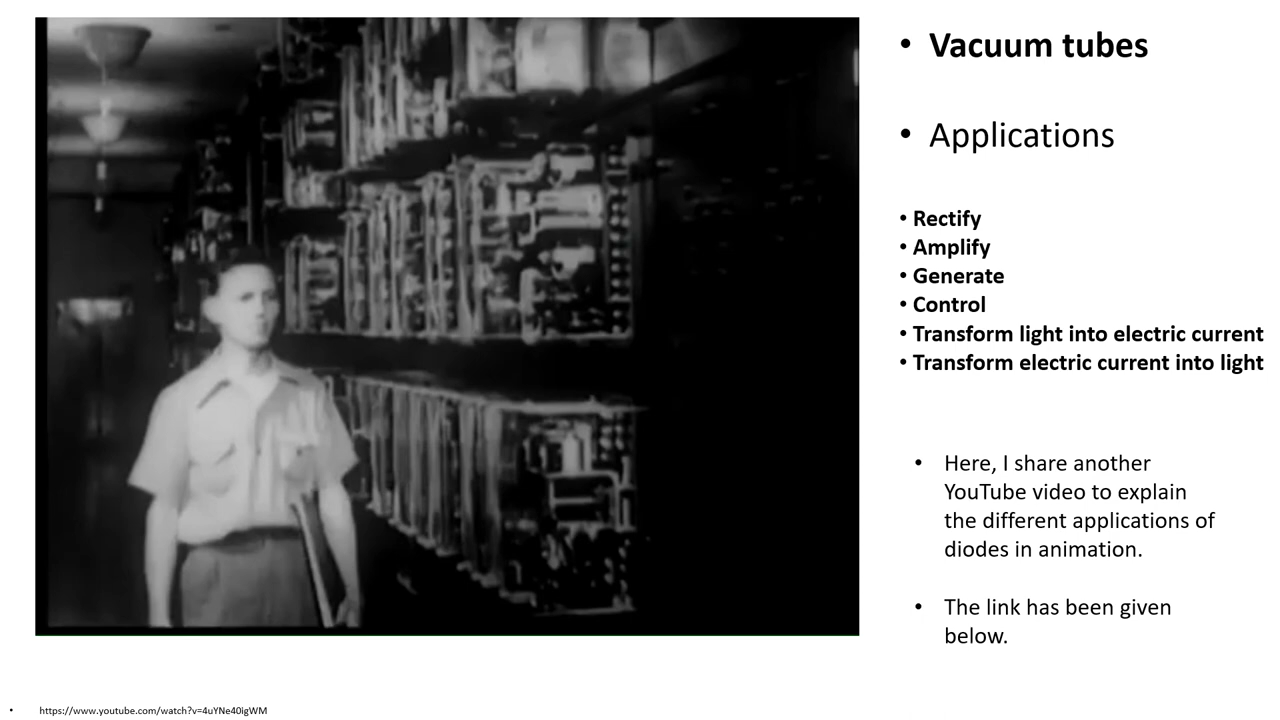 • Vacuum tubes
• Applications
• Rectify
• Amplify
• Generate
• Control
• Transform light into electric current
• Transform electric current into light
• Here, I share another
YouTube video to explain
the different applications of
diodes in animation.
• The link has been given
below.
• https://www.youtube.com/watch?v=4uYNe40igWM